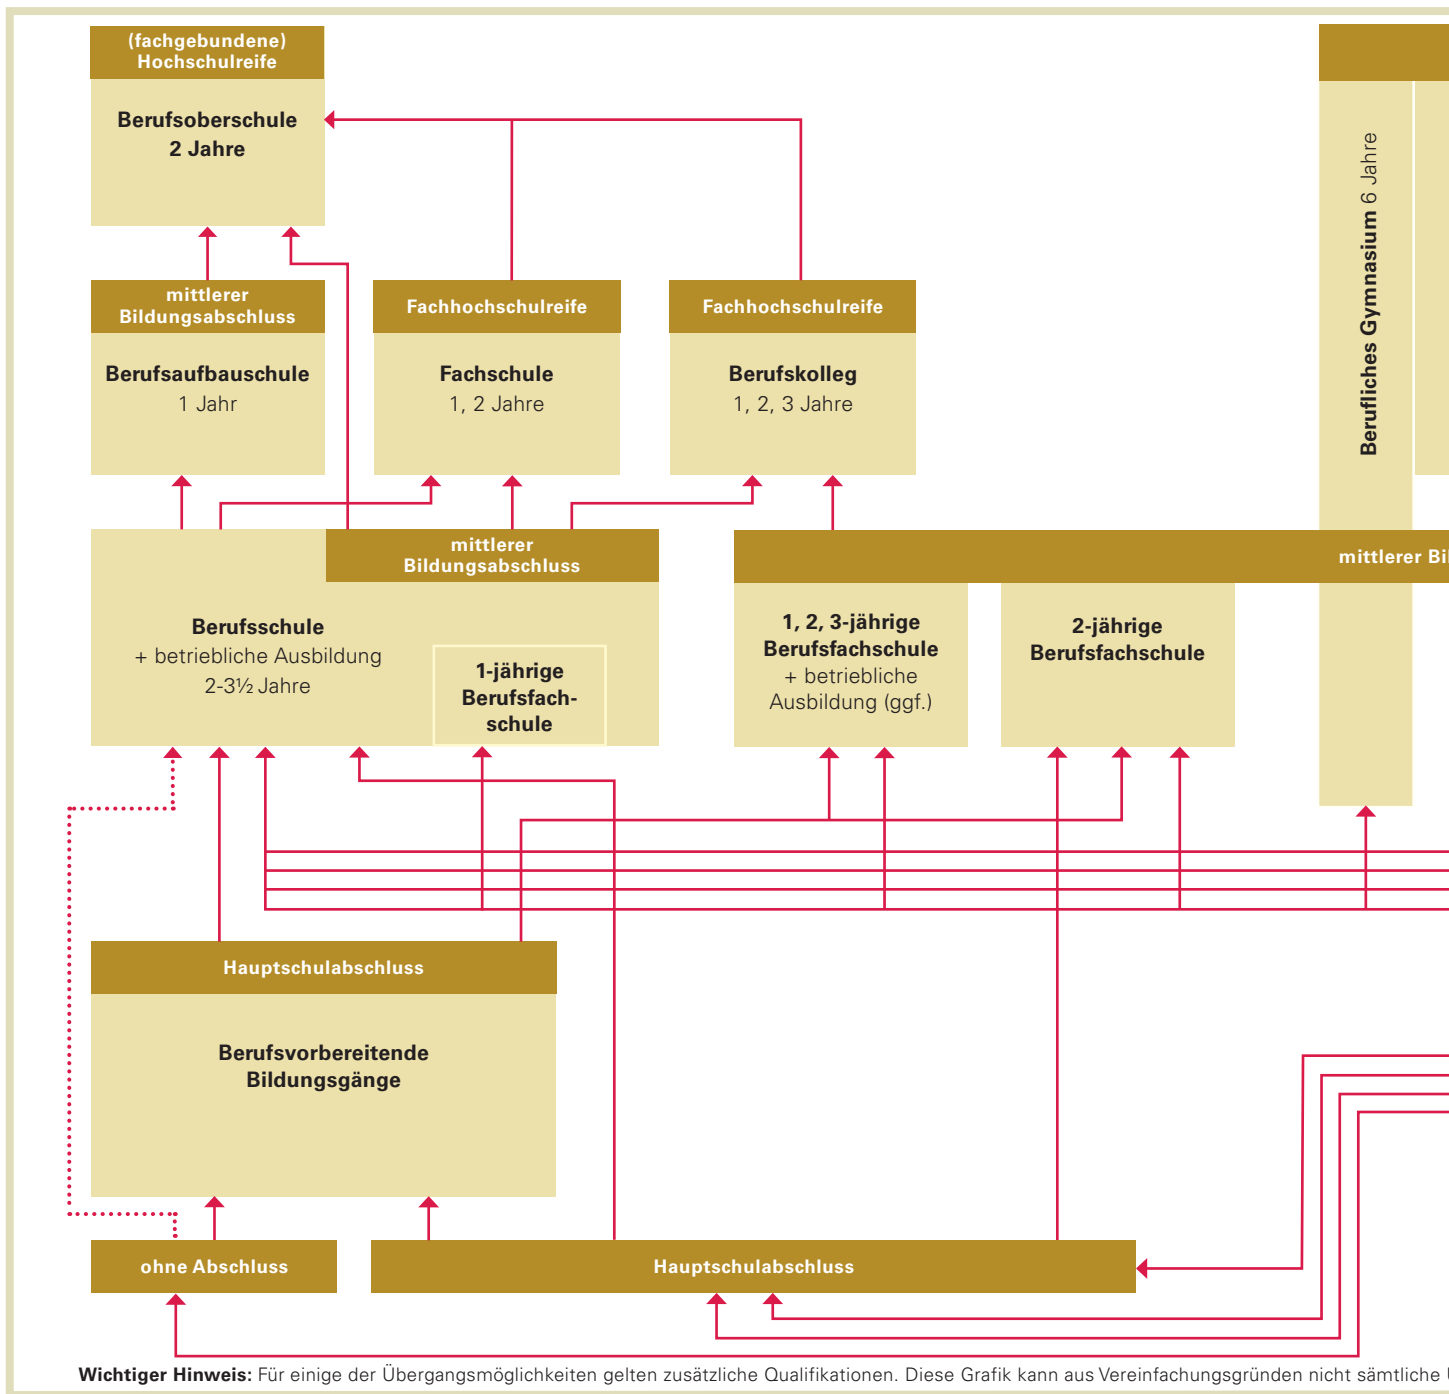 (fachgebundene)
Hochschulreife
Berufsoberschule
2 Jahre
Berufliches Gymnasium 6 Jahre
mittlerer
Bildungsabschluss
Berufsaufbauschule
1 Jahr
Fachhochschulreife
Fachschule
1, 2 Jahre
Fachhochschulreife
Berufskolleg
1, 2, 3 Jahre
mittlerer
Bildungsabschluss
Berufsschule
+ betriebliche Ausbildung
2-3½ Jahre
1-jährige
Berufsfach-
schule
mittlerer Bil
1, 2, 3-jährige
Berufsfachschule
+ betriebliche
Ausbildung (ggf.)
2-jährige
Berufsfachschule
Hauptschulabschluss
Berufsvorbereitende
Bildungsgänge
ohne Abschluss
Hauptschulabschluss
Wichtiger Hinweis: Für einige der Übergangsmöglichkeiten gelten zusätzliche Qualifikationen. Diese Grafik kann aus Vereinfachungsgründen nicht sämtliche